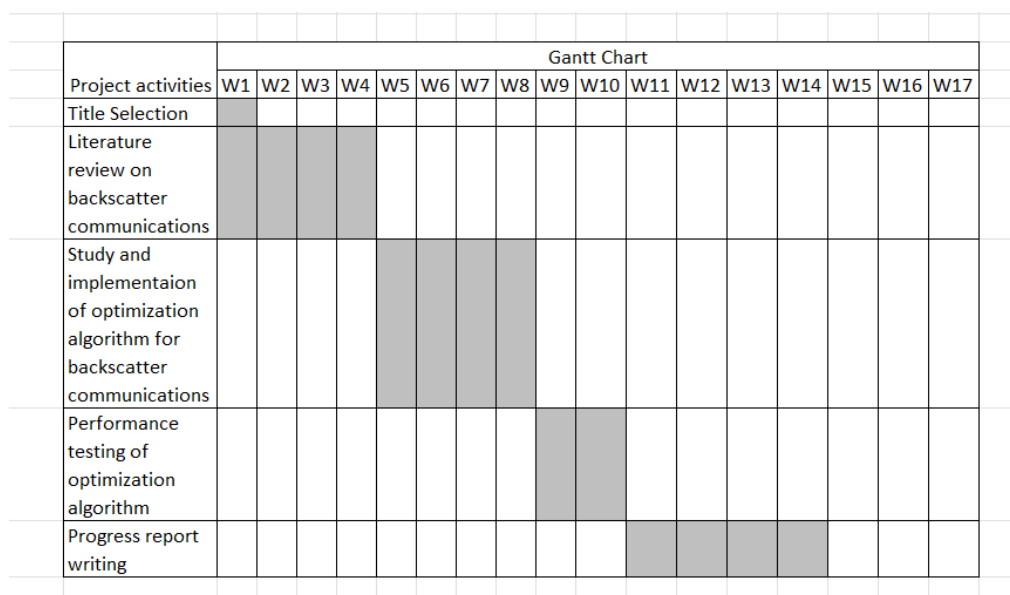 Gantt Chart
Project activities W1 W2 W3 W4 W5 W6 W7 W8 W9 W10 W11 W12 W13 W14 W15 W16 W17
Title Selection
Literature
review on
backscatter
communications
Study and
implementaion
of optimization
algorithm for
backscatter
communications
Performance
testing of
optimization
algorithm
Progress report
writing